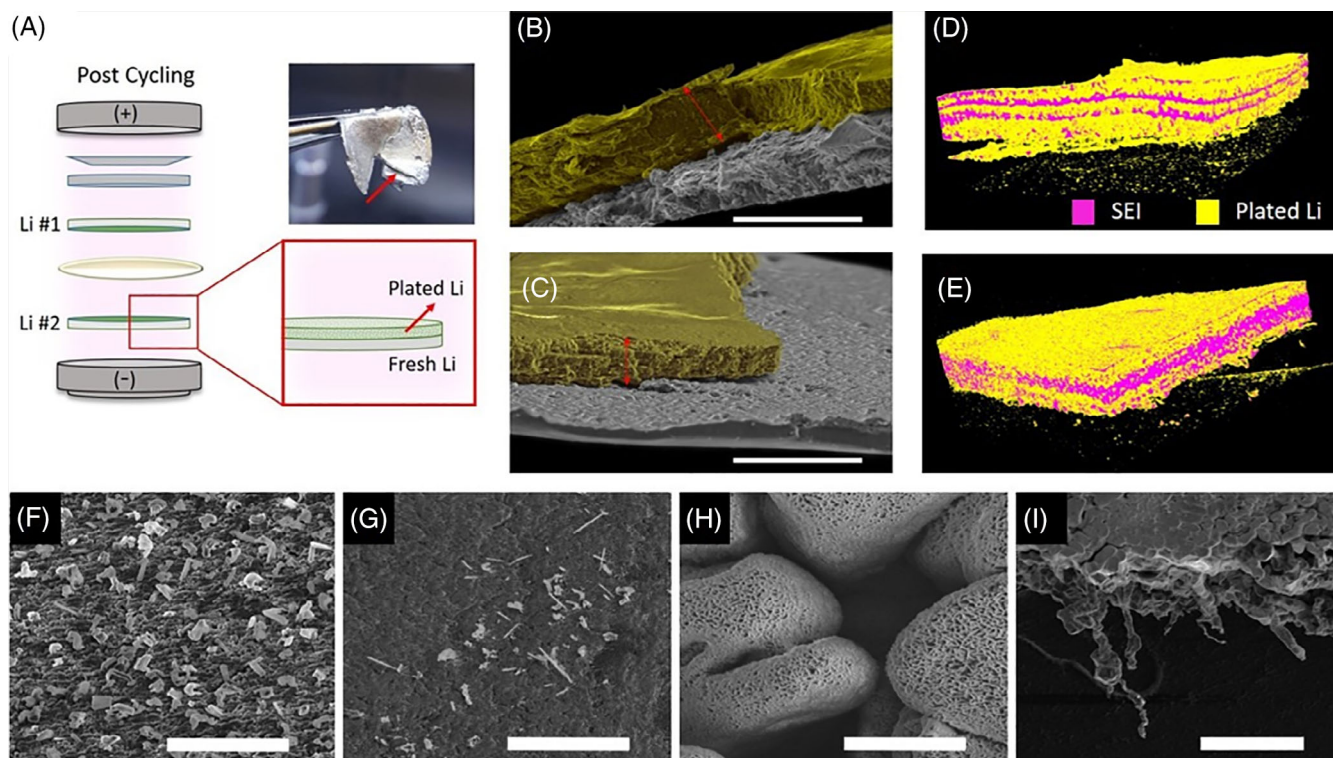 (A)
Post Cycling
(+)
Li #1
Li #2
(−)
Plated Li
Fresh Li
(B)
(C)
(D)
SEI
Plated Li
(E)
(F)
(G)
(H)
(I)